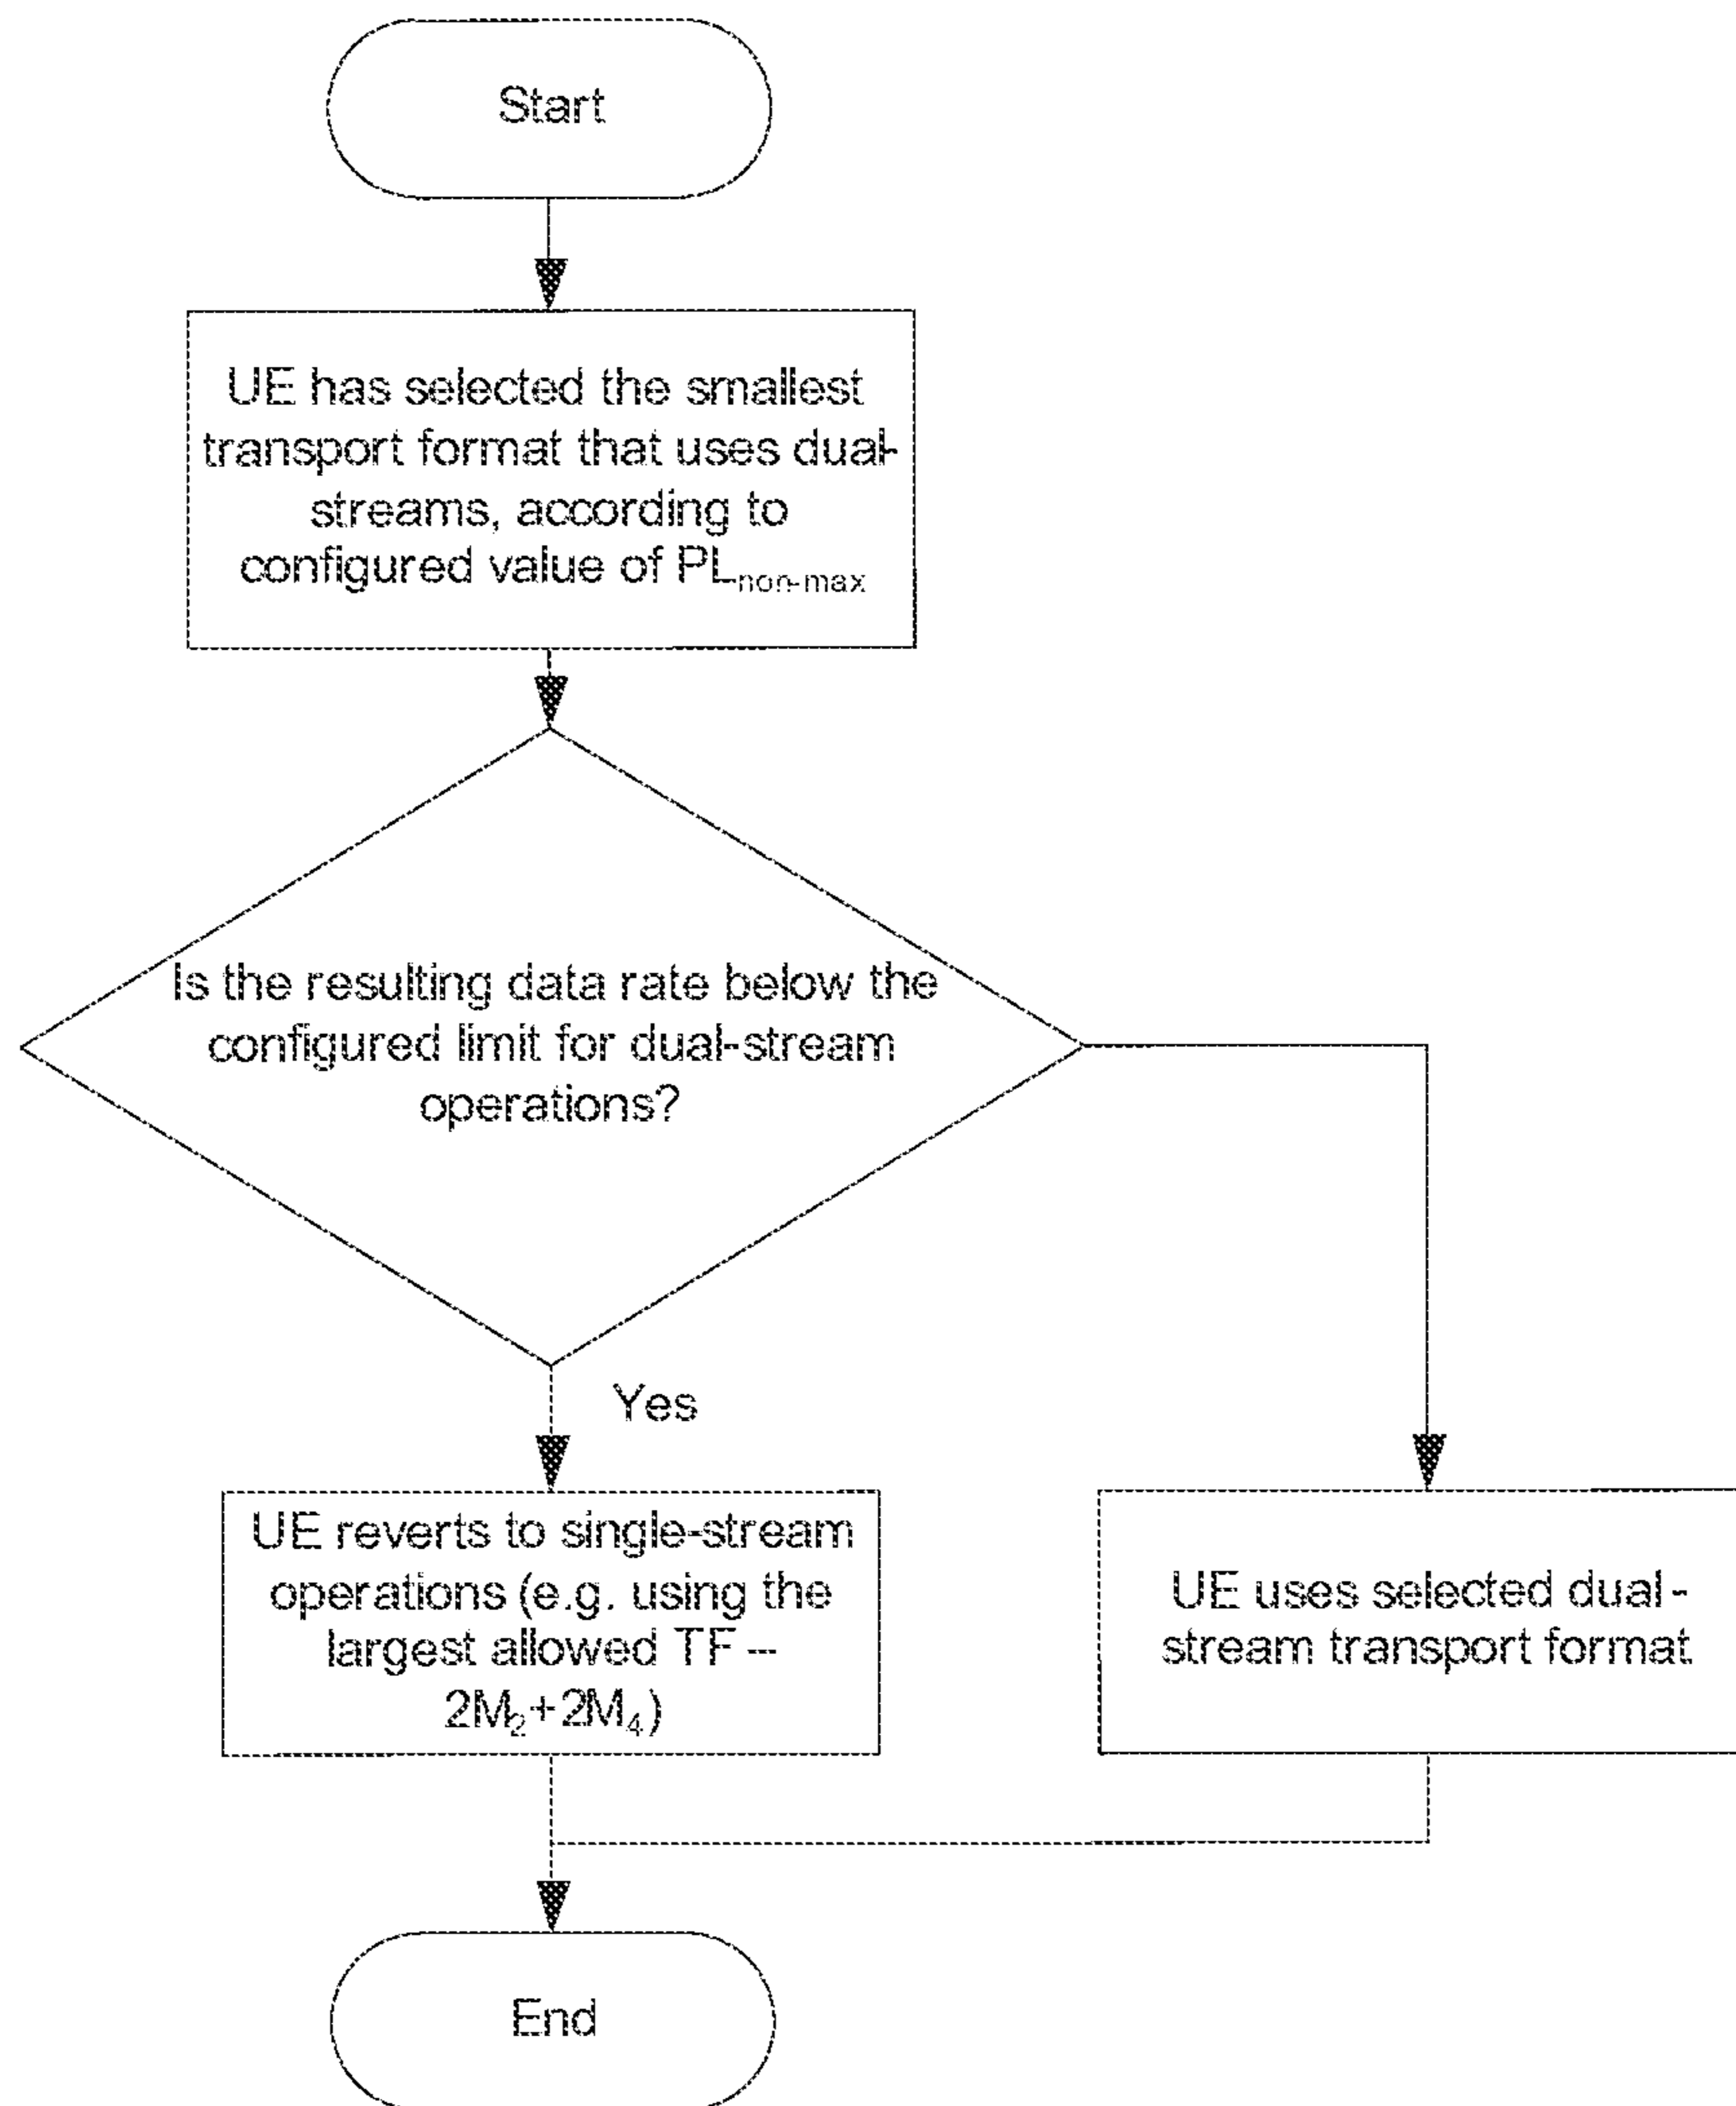 Start
UE has selected the smallest
transport format that uses dual-
streams, according to
configured value of PLnon-max
Is the resulting data rate below the
configured limit for dual-stream
operations?
Yes
UE reverts to single-stream
operations (e.g. using the
largest allowed TF --
2M2+2M4)
UE uses selected dual-
stream transport format
End